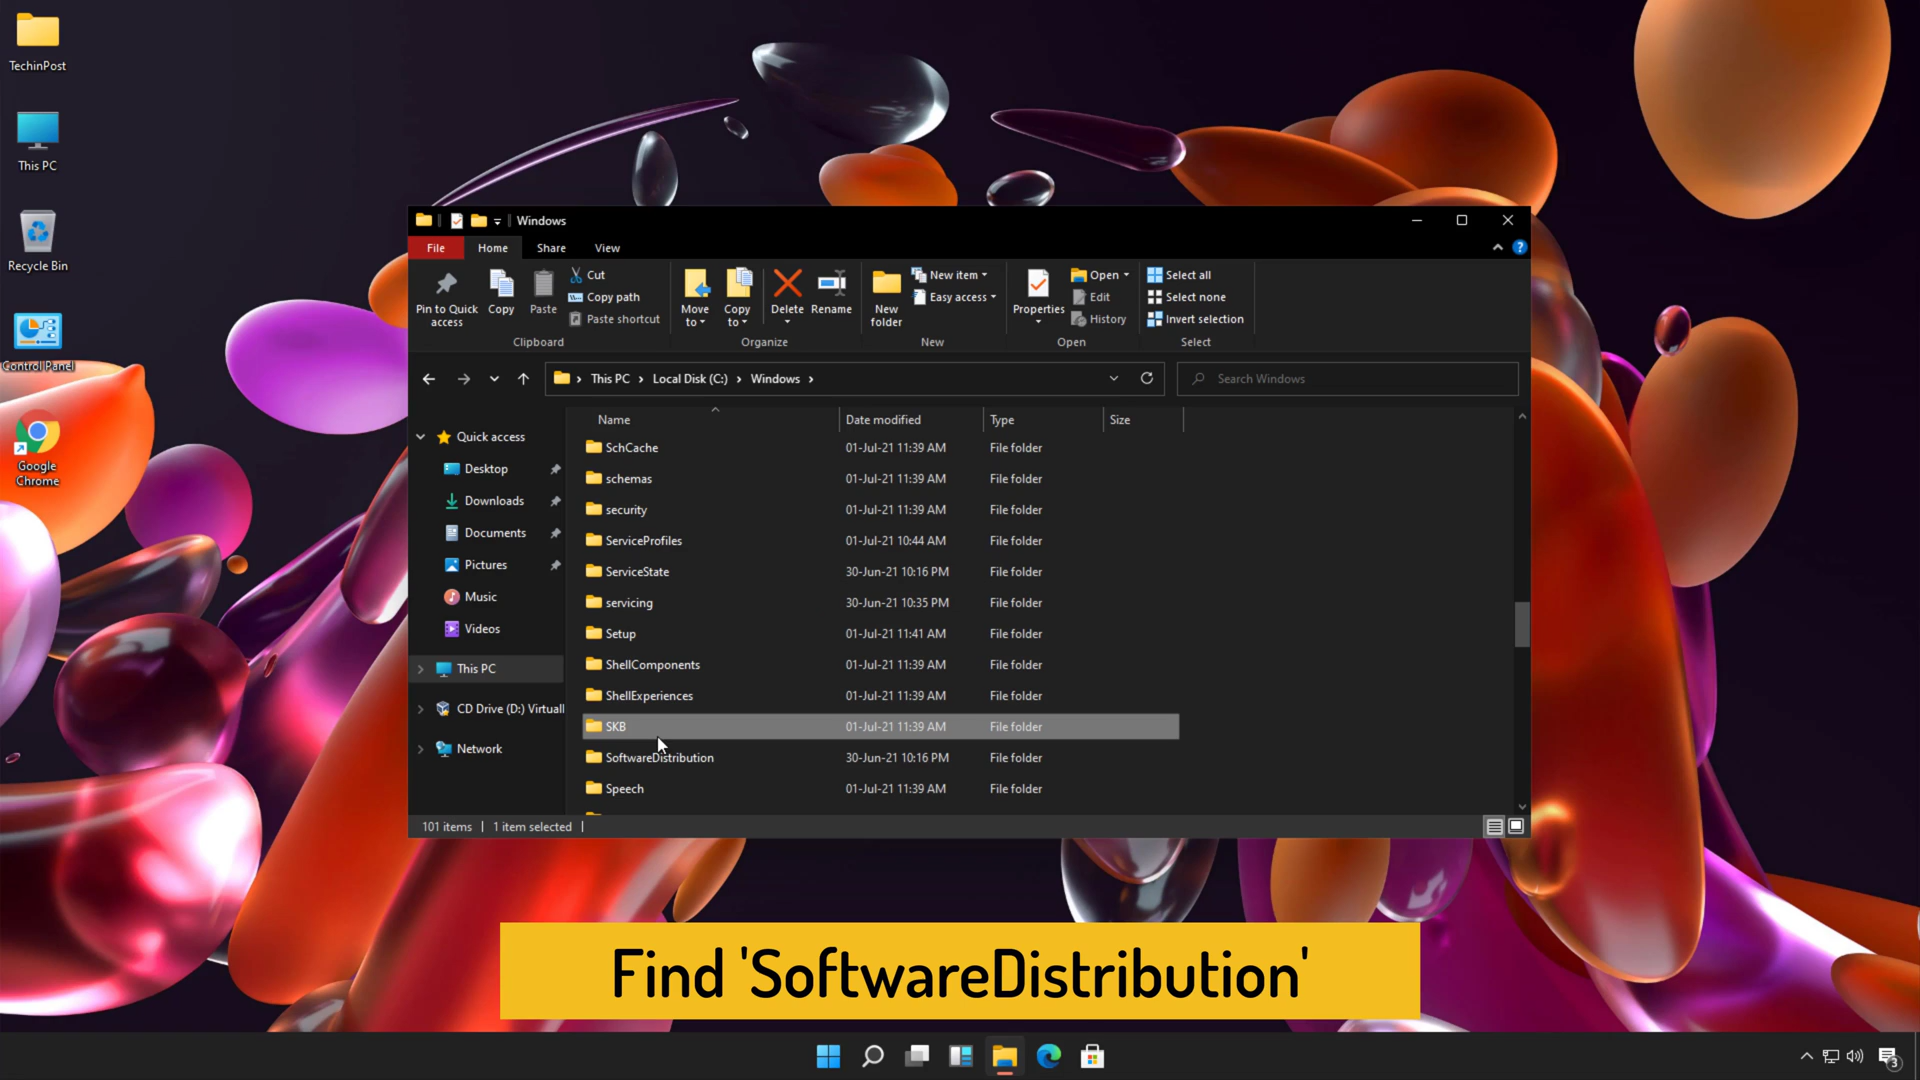 TechinPost
This PC
Recycle Bin
Control Panel
Google
Chrome
Windows
File
Home
Share
View
Pin to Quick
access
Copy
Paste
Cut
Copy path
Paste shortcut
Clipboard
Move
to
Copy
to
Delete
Rename
Organize
New
folder
New item
Easy access
New
Properties
Open
Edit
History
Open
Select all
Select none
Invert selection
Select
This PC > Local Disk (C:) > Windows >
Search Windows
Quick access
Desktop
Downloads
Documents
Pictures
Music
Videos
This PC
CD Drive (D:) Virtuall
Network
Name Date modified Type Size
SchCache 01-Jul-21 11:39 AM File folder
schemas 01-Jul-21 11:39 AM File folder
security 01-Jul-21 11:39 AM File folder
ServiceProfiles 01-Jul-21 10:44 AM File folder
ServiceState 30-Jun-21 10:16 PM File folder
servicing 30-Jun-21 10:35 PM File folder
Setup 01-Jul-21 11:41 AM File folder
ShellComponents 01-Jul-21 11:39 AM File folder
ShellExperiences 01-Jul-21 11:39 AM File folder
SKB 01-Jul-21 11:39 AM File folder
SoftwareDistribution 30-Jun-21 10:16 PM File folder
Speech 01-Jul-21 11:39 AM File folder
101 items | 1 item selected |
Find 'SoftwareDistribution'
3